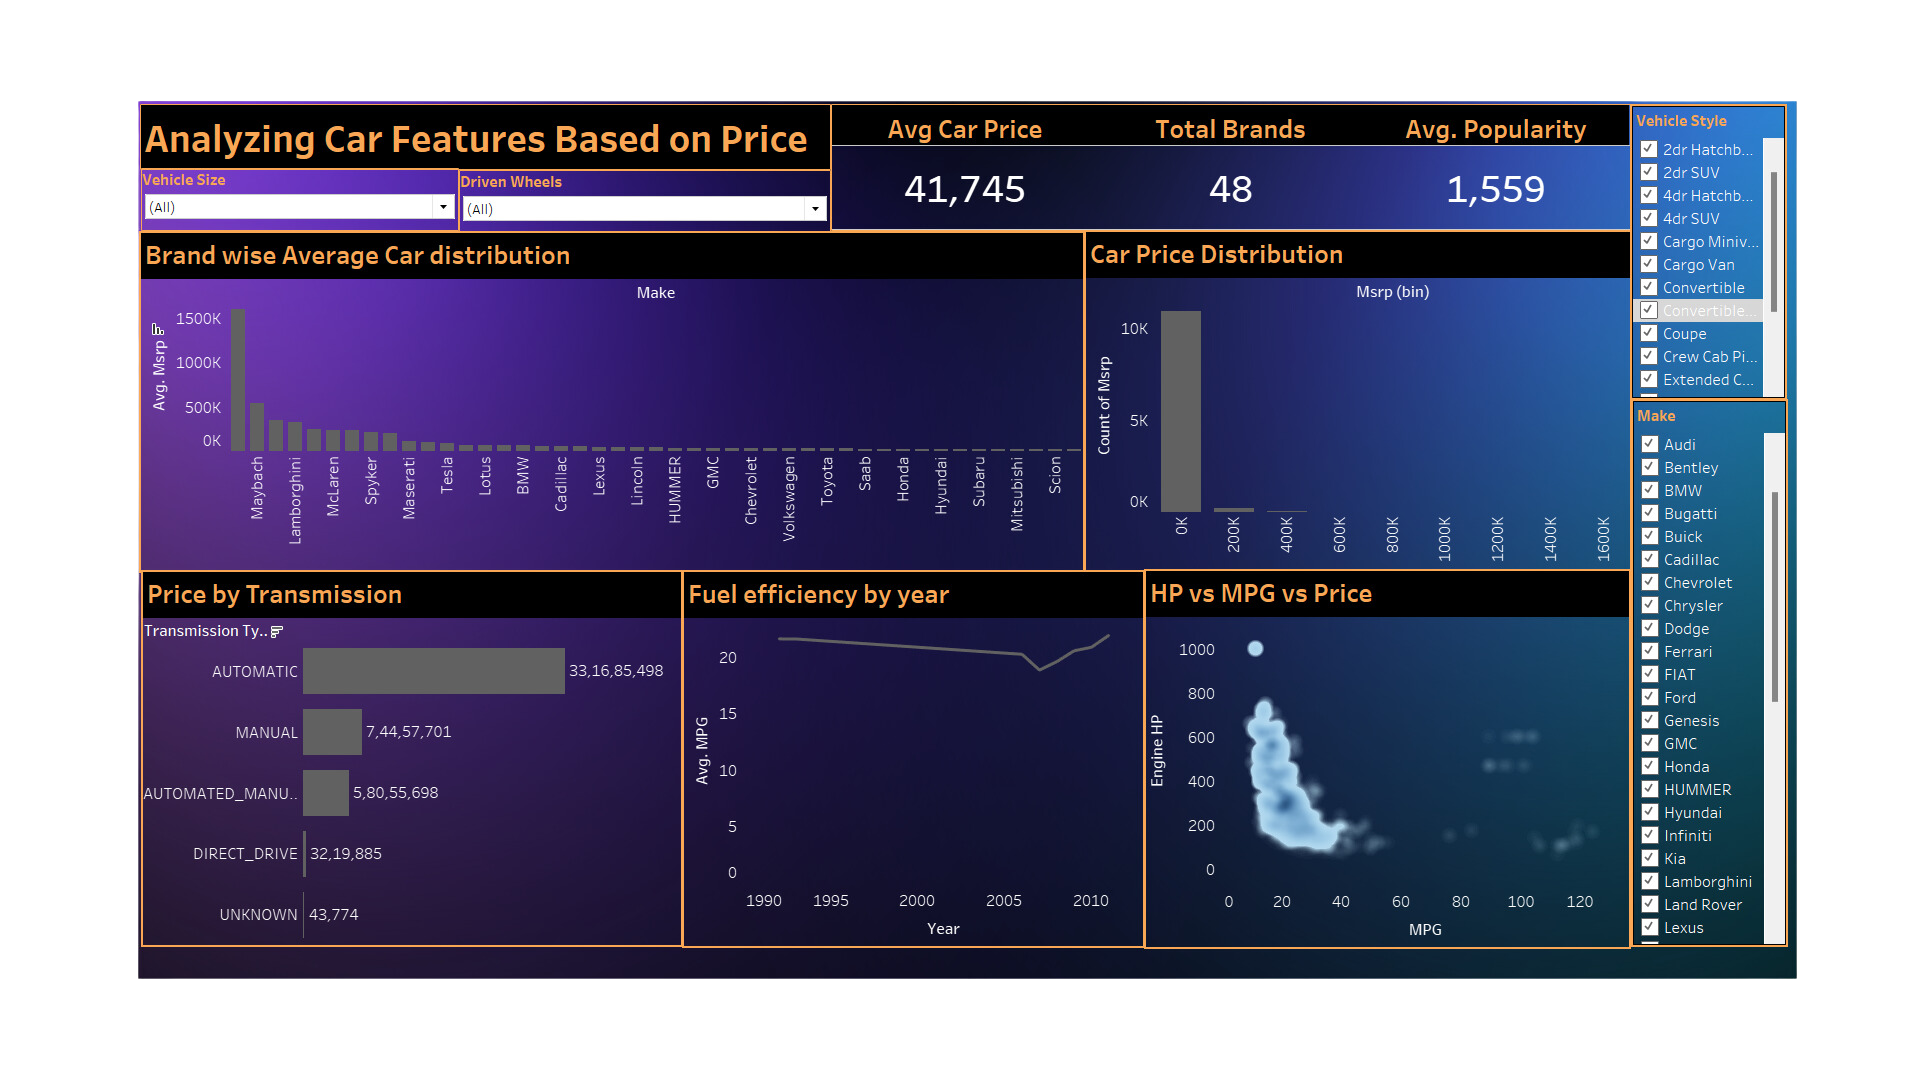 Analyzing Car Features Based on Price
Vehicle Size
(All)
Driven Wheels
(All)
Avg Car Price
Total Brands
Avg. Popularity
41,745
48
1,559
Brand wise Average Car distribution
Make
Avg. Msrp
1500K
1000K
500K
0K
Maybach
Lamborghini
McLaren
Spyker
Maserati
Tesla
Lotus
BMW
Cadillac
Lexus
Lincoln
HUMMER
GMC
Chevrolet
Volkswagen
Toyota
Saab
Honda
Hyundai
Subaru
Mitsubishi
Scion
Car Price Distribution
Msrp (bin)
Count of Msrp
10K
5K
0K
0K
200K
400K
600K
800K
1000K
1200K
1400K
1600K
Price by Transmission
Transmission Ty..
AUTOMATIC
33,16,85,498
MANUAL
7,44,57,701
AUTOMATED_MANU..
5,80,55,698
DIRECT_DRIVE
32,19,885
UNKNOWN
43,774
Fuel efficiency by year
Avg. MPG
20
15
10
5
0
1990
1995
2000
2005
2010
Year
HP vs MPG vs Price
Engine HP
1000
800
600
400
200
0
0
20
40
60
80
100
120
MPG
Vehicle Style
2dr Hatchb...
2dr SUV
4dr Hatchb...
4dr SUV
Cargo Miniv...
Cargo Van
Convertible
Convertible...
Coupe
Crew Cab Pi...
Extended C...
Make
Audi
Bentley
BMW
Bugatti
Buick
Cadillac
Chevrolet
Chrysler
Dodge
Ferrari
FIAT
Ford
Genesis
GMC
Honda
HUMMER
Hyundai
Infiniti
Kia
Lamborghini
Land Rover
Lexus